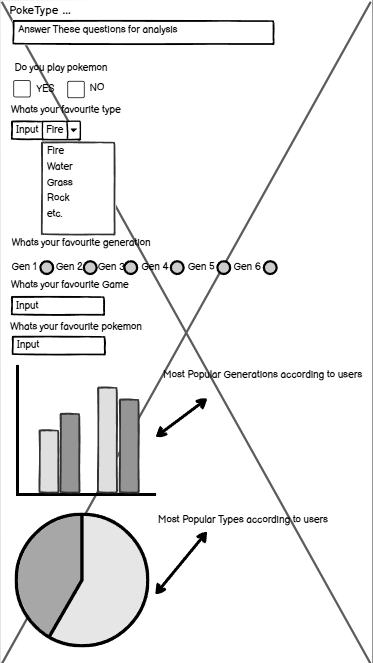 PokeType ...
Answer These questions for analysis
Do you play pokemon
YES NO
Whats your favourite type
Input Fire
Fire
Water
Grass
Rock
etc.
Whats your favourite generation
Gen 1 Gen 2 Gen 3 Gen 4 Gen 5 Gen 6
Whats your favourite Game
Input
Whats your favourite pokemon
Input
Most Popular Generations according to users
Most Popular Types according to users